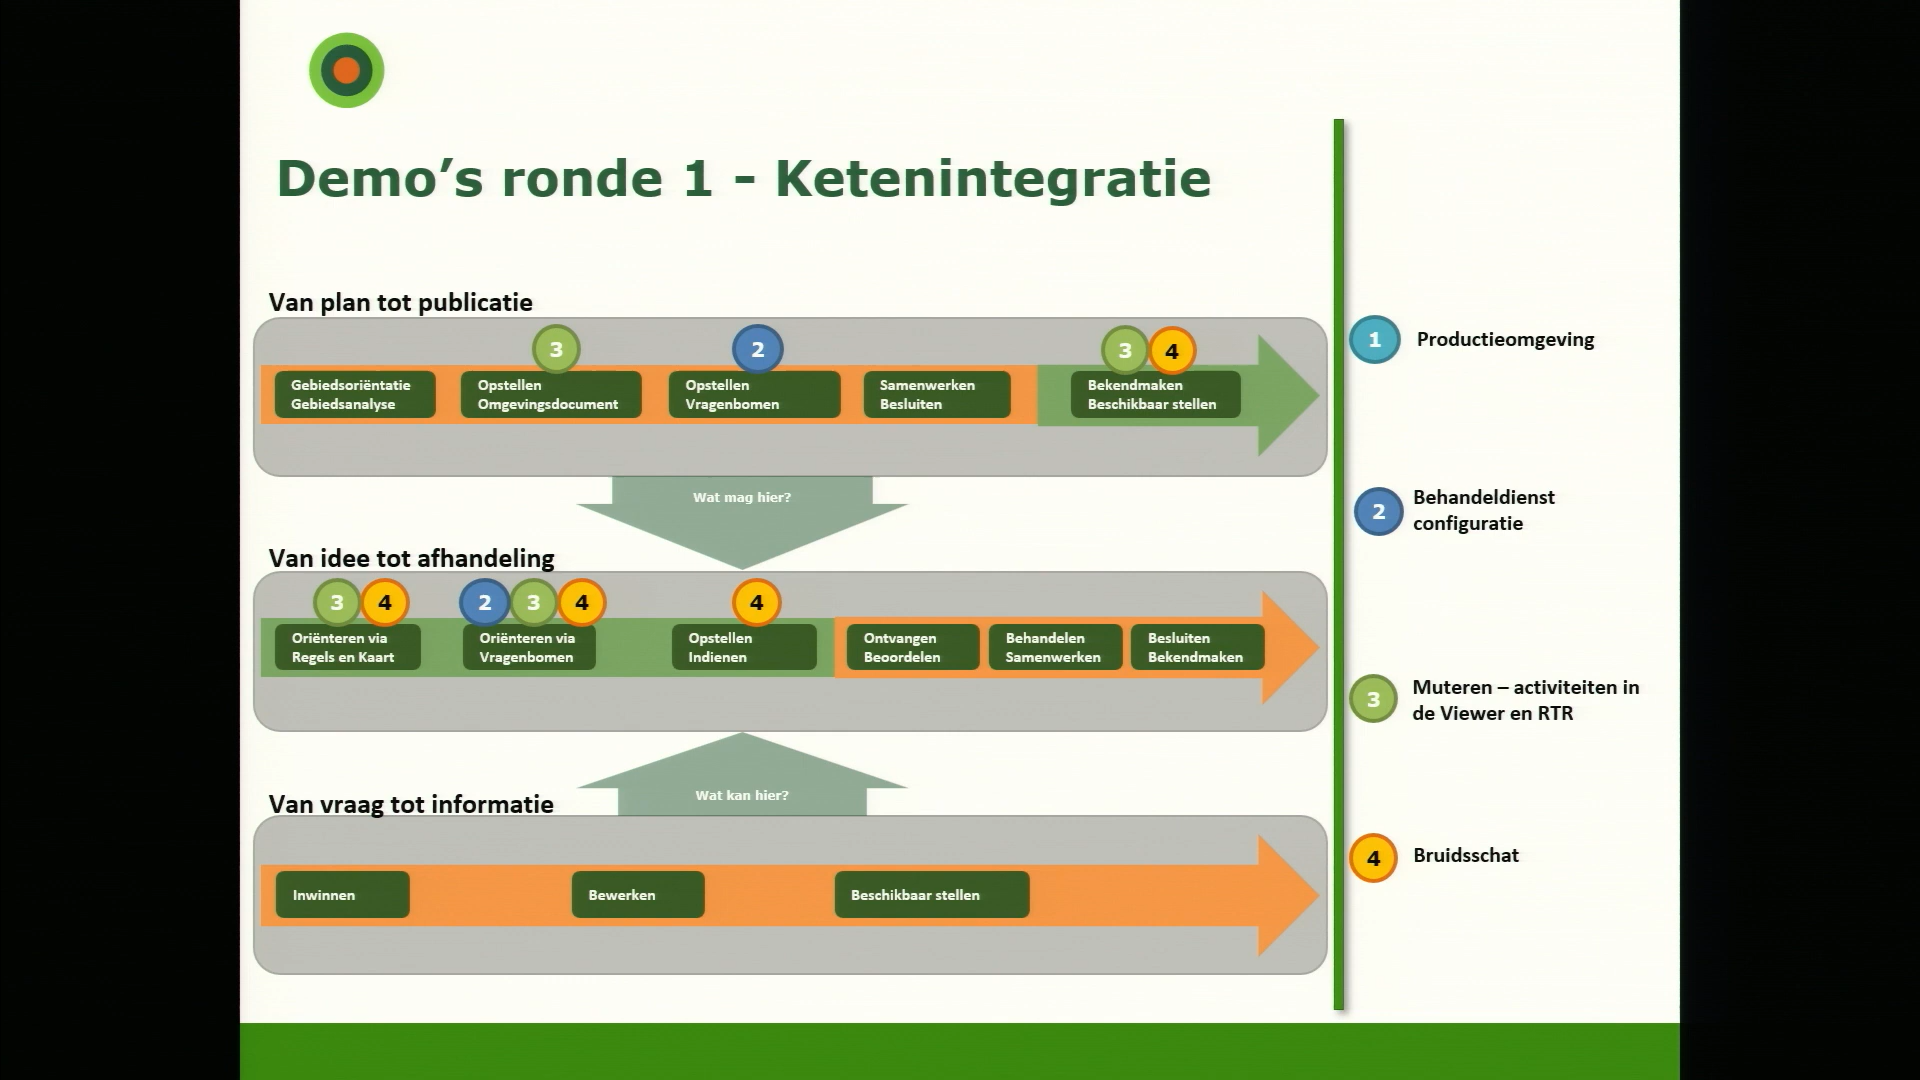 Demo’s ronde 1 - Ketenintegratie
Van plan tot publicatie
3
2
3
4
Gebiedsoriëntatie
Gebiedsanalyse
Opstellen
Omgevingsdocument
Opstellen
Vragenbomen
Samenwerken
Besluiten
Bekendmaken
Beschikbaar stellen
Wat mag hier?
Van idee tot afhandeling
3
4
2
3
4
4
Oriënteren via
Regels en Kaart
Oriënteren via
Vragenbomen
Opstellen
Indienen
Ontvangen
Beoordelen
Behandelen
Samenwerken
Besluiten
Bekendmaken
Wat kan hier?
Van vraag tot informatie
Inwinnen
Bewerken
Beschikbaar stellen
1
Productieomgeving
2
Behandeldienst
configuratie
3
Muteren – activiteiten in
de Viewer en RTR
4
Bruidsschat